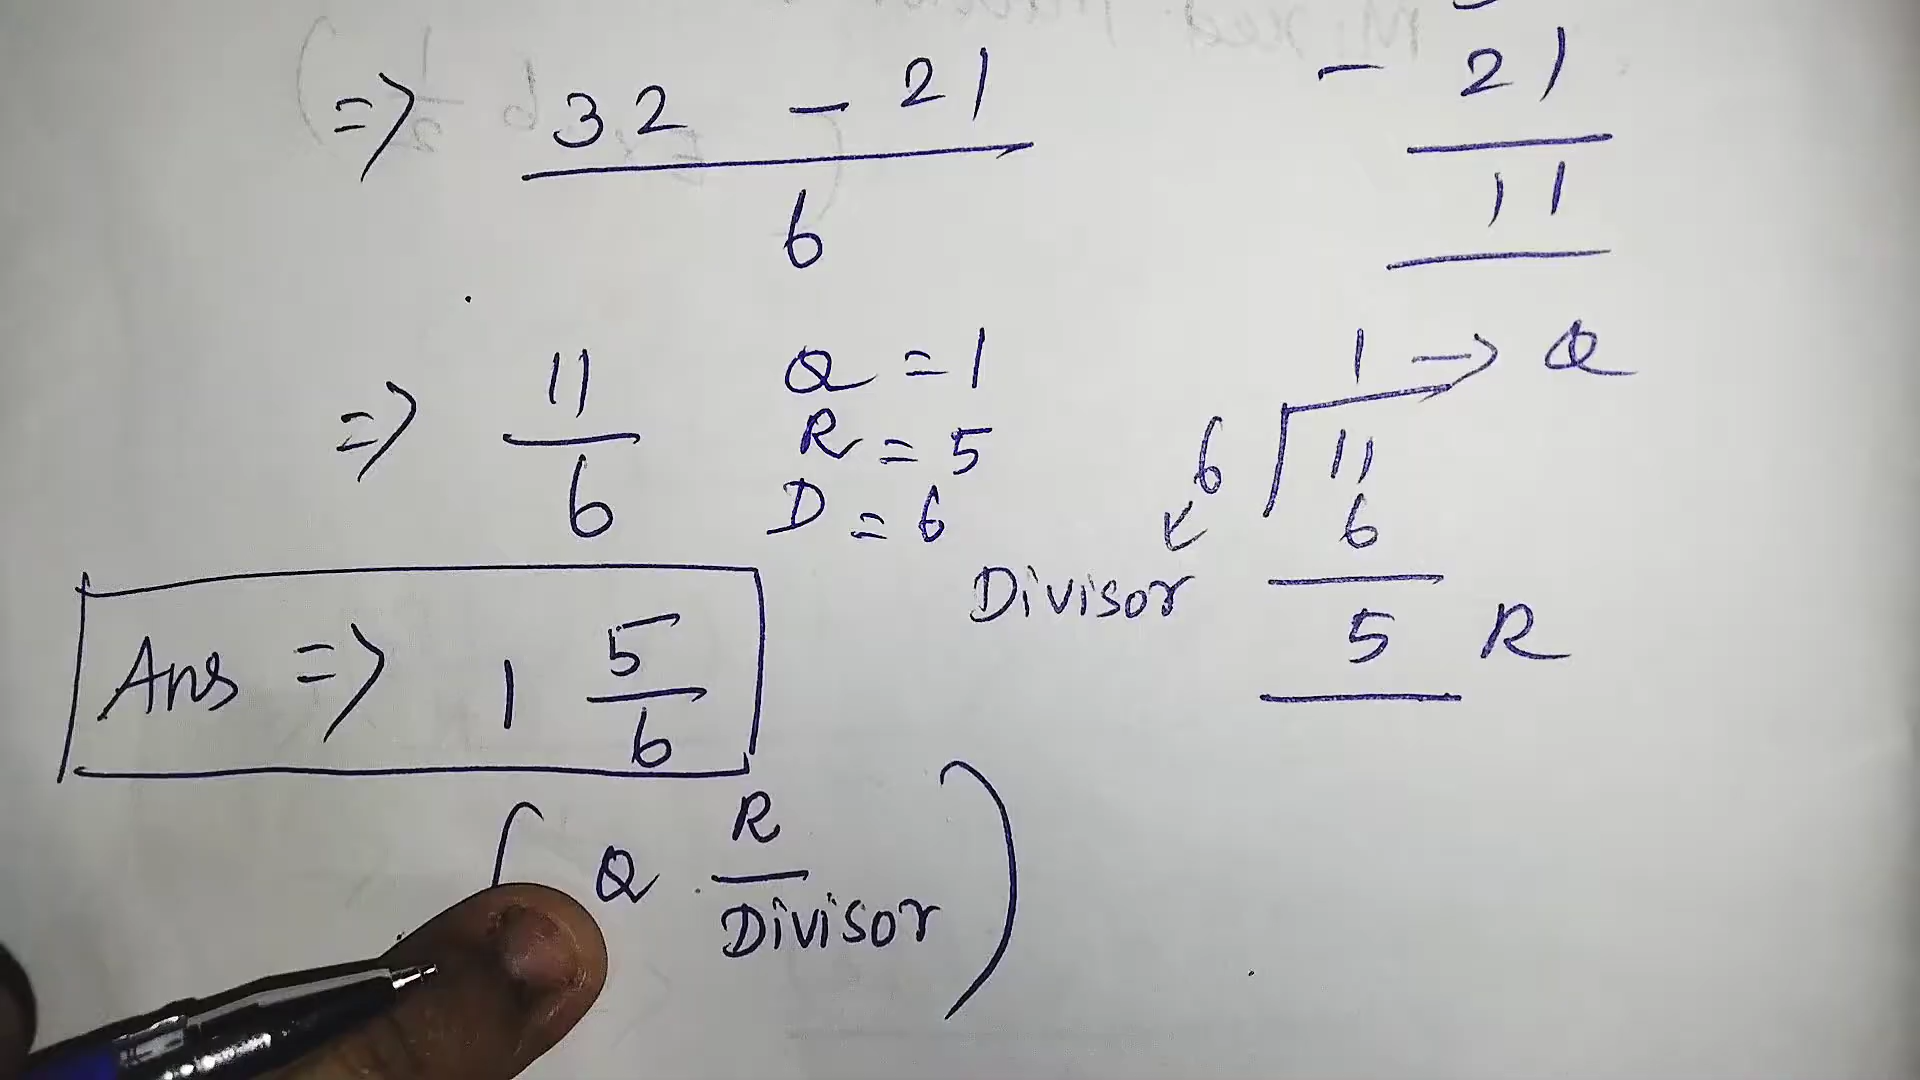 => 32 - 21
6
- 21
11
=> 11
6
Q = 1
R = 5
D = 6
1 -> Q
6 11
6
Divisor
5 R
Ans => 1 5
6
( Q R
Divisor )